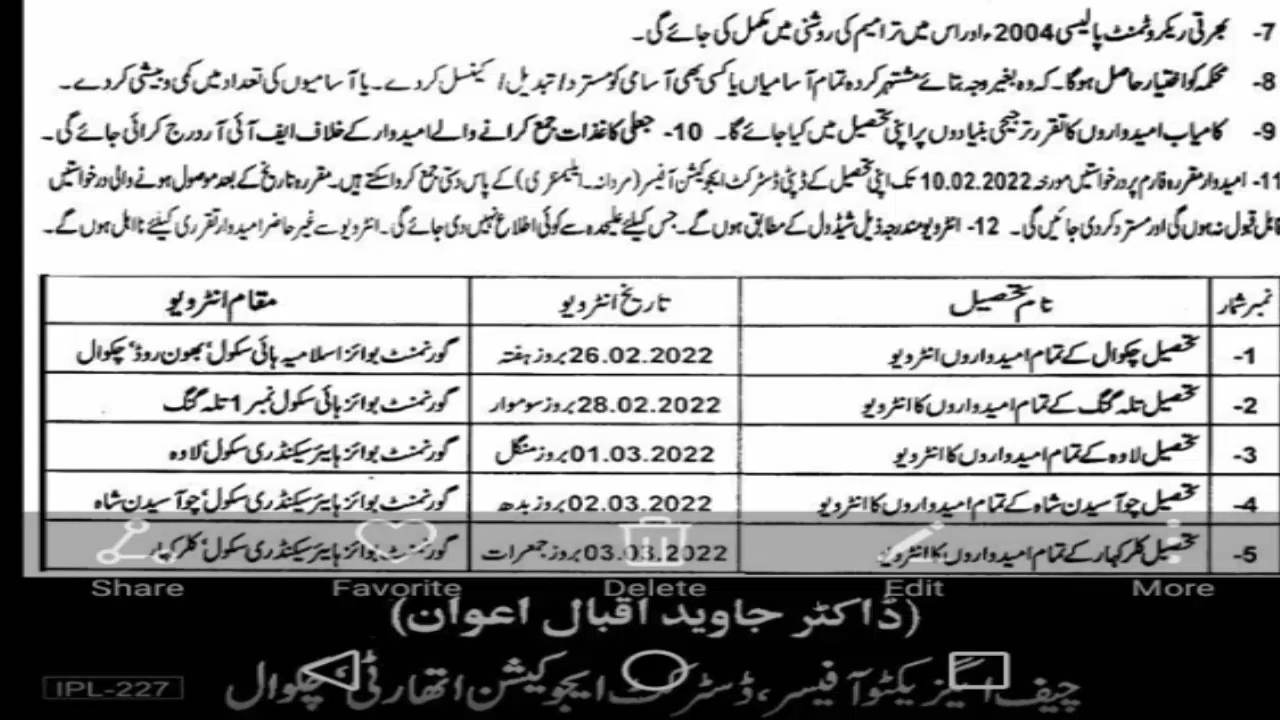 7- بھرتی ریکروٹمنٹ پالیسی 2004ء اور اس میں ترامیم کی روشنی میں مکمل کی جائے گی۔
8- محکمہ کو اختیار حاصل ہوگا۔ کہ وہ بغیر وجہ بتائے مشتہر کردہ تمام آسامیاں یا کسی بھی آسامی کو مسترد / تبدیل / کینسل کر دے۔ یا آسامیوں کی تعداد میں کمی و بیشی کر دے۔
9- کامیاب امیدواروں کا تقرر ترجیحی بنیادوں پر اپنی تحصیل میں کیا جائے گا۔ 10- جعلی کاغذات جمع کرانے والے امیدوار کے خلاف ایف آئی آر درج کرائی جائے گی۔
11- امیدوار مقررہ فارم پر درخواستیں مورخہ 10.02.2022 تک اپنی تحصیل کے ڈپٹی ڈسٹرکٹ ایجوکیشن آفیسر (مردانہ۔ ایلیمنٹری) کے پاس دستی جمع کروا سکتے ہیں۔ مقررہ تاریخ کے بعد موصول ہونے والی درخواستیں
قابل قبول نہ ہوں گی اور مسترد کر دی جائیں گی۔ 12- انٹرویو مندرجہ ذیل شیڈول کے مطابق ہوں گے۔ جس کیلئے علیحدہ سے کوئی اطلاع نہیں دی جائے گی۔ انٹرویو سے غیر حاضر امیدوار تقرری کیلئے نااہل ہوں گے۔
نمبر شمار نام تحصیل تاریخ انٹرویو مقام انٹرویو
1- تحصیل چکوال کے تمام امیدواروں انٹرویو 26.02.2022 بروز ہفتہ گورنمنٹ بوائز اسلامیہ ہائی سکول، بھون روڈ، چکوال
2- تحصیل تلہ گنگ کے تمام امیدواروں کا انٹرویو 28.02.2022 بروز سوموار گورنمنٹ بوائز ہائی سکول نمبر 1 تلہ گنگ
3- تحصیل لاوہ کے تمام امیدواروں کا انٹرویو 01.03.2022 بروز منگل گورنمنٹ بوائز ہائیر سیکنڈری سکول، لاوہ
4- تحصیل چوآسیدن شاہ کے تمام امیدواروں کا انٹرویو 02.03.2022 بروز بدھ گورنمنٹ بوائز ہائیر سیکنڈری سکول، چوآسیدن شاہ
5- تحصیل کلرکہار کے تمام امیدواروں کا انٹرویو 03.03.2022 بروز جمعرات گورنمنٹ بوائز ہائیر سیکنڈری سکول، کلرکہار
Share Favorite Delete Edit More
(ڈاکٹر جاوید اقبال اعوان)
چیف ایگزیکٹو آفیسر، ڈسٹرکٹ ایجوکیشن اتھارٹی، چکوال
IPL-227